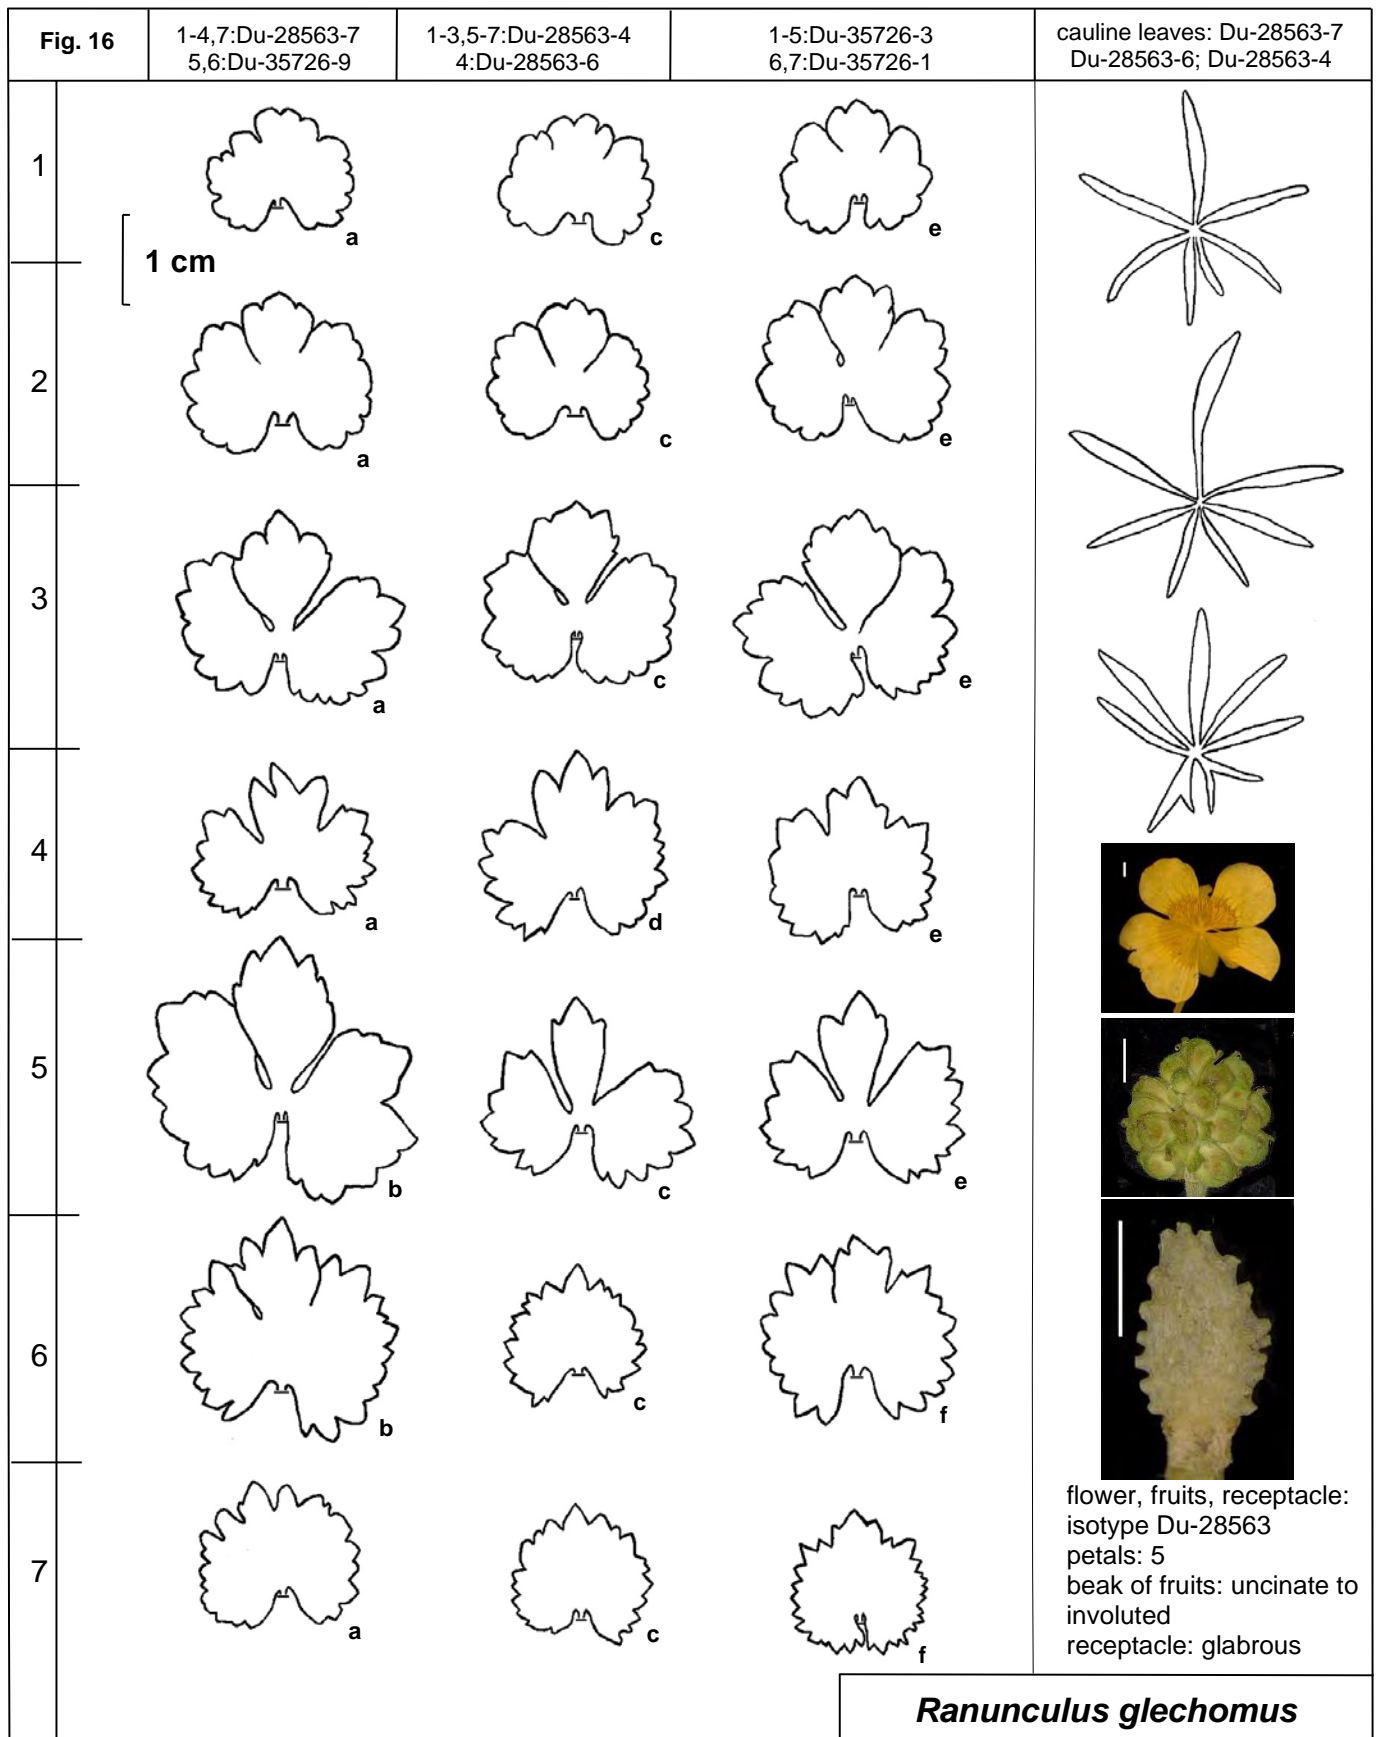 Fig. 16
1-4,7:Du-28563-7
5,6:Du-35726-9
1-3,5-7:Du-28563-4
4:Du-28563-6
1-5:Du-35726-3
6,7:Du-35726-1
cauline leaves: Du-28563-7
Du-28563-6; Du-28563-4
1
a
c
e
1 cm
2
a
c
e
3
a
c
e
4
a
d
e
5
b
c
e
6
b
c
f
7
a
c
f
flower, fruits, receptacle:
isotype Du-28563
petals: 5
beak of fruits: uncinate to
involuted
receptacle: glabrous
Ranunculus glechomus